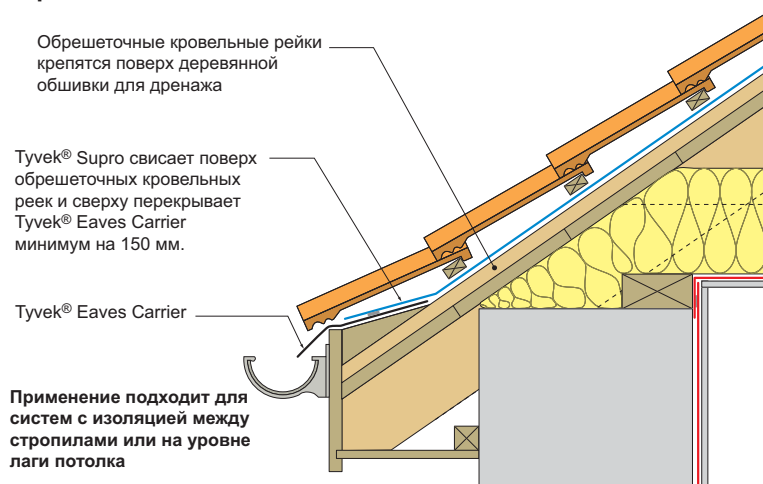 Обрешеточные кровельные рейки
крепятся поверх деревянной
обшивки для дренажа
Tyvek® Supro свисает поверх
обрешеточных кровельных
реек и сверху перекрывает
Tyvek® Eaves Carrier
минимум на 150 мм.
Tyvek® Eaves Carrier
Применение подходит для
систем с изоляцией между
стропилами или на уровне
лаги потолка